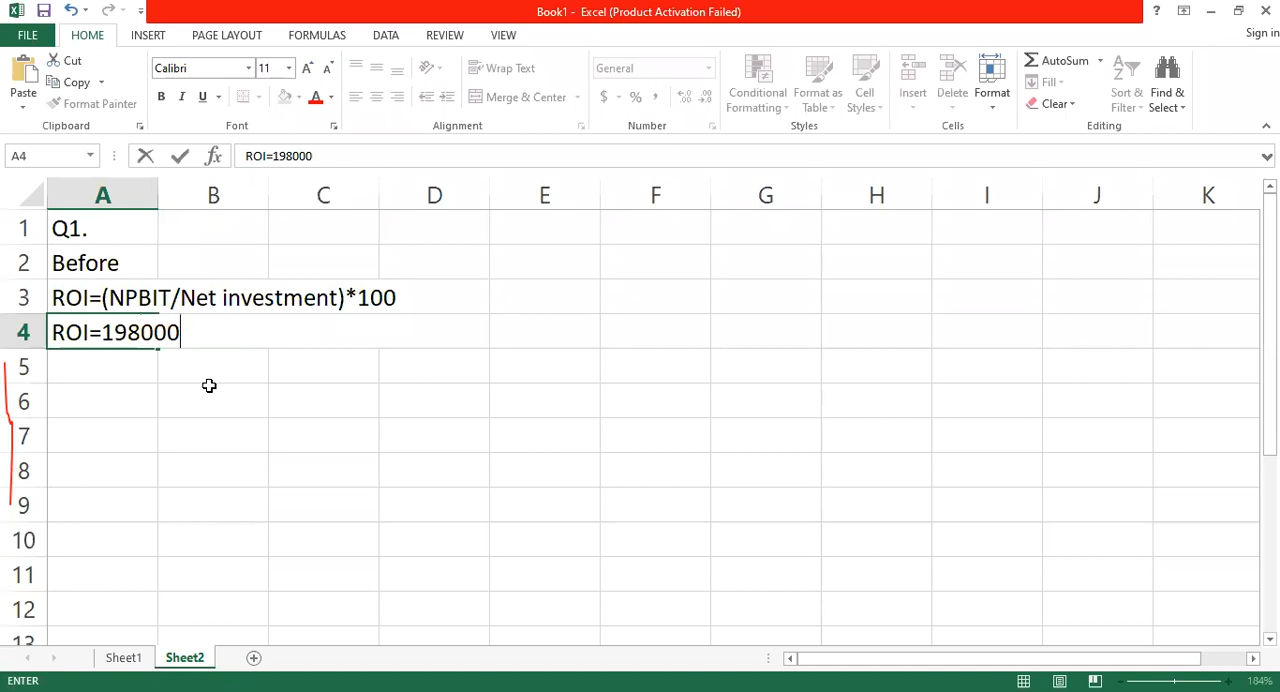 Book1 - Excel (Product Activation Failed)
?
FILE HOME INSERT PAGE LAYOUT FORMULAS DATA REVIEW VIEW Sign in
Paste
Cut
Copy
Format Painter
Clipboard
Calibri 11 A A
B I U A
Font
Wrap Text
Merge & Center
Alignment
General
$ % ,
Number
Conditional Formatting
Format as Table
Cell Styles
Styles
Insert Delete Format
Cells
AutoSum
Fill
Clear
Sort & Filter
Find & Select
Editing
A4 fx ROI=198000
A B C D E F G H I J K
1 Q1.
2 Before
3 ROI=(NPBIT/Net investment)*100
4 ROI=198000
5
6
7
8
9
10
11
12
13
Sheet1 Sheet2
ENTER 184%